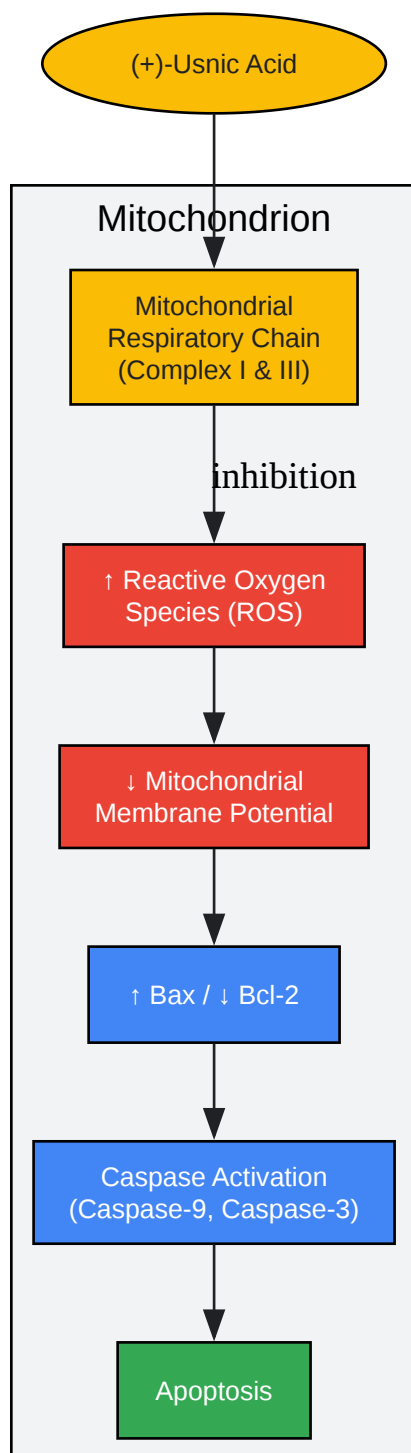 (+)-Usnic Acid
Mitochondrion
Mitochondrial
Respiratory Chain
(Complex I & III)
inhibition
↑ Reactive Oxygen
Species (ROS)
↓ Mitochondrial
Membrane Potential
↑ Bax / ↓ Bcl-2
Caspase Activation
(Caspase-9, Caspase-3)
Apoptosis